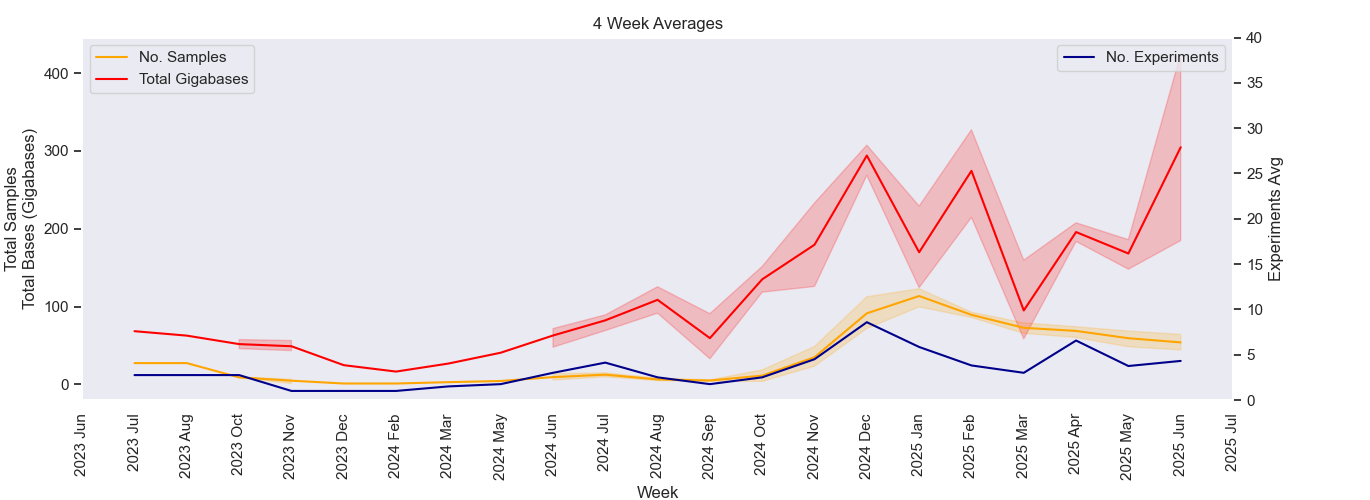 4 Week Averages
No. Samples
Total Gigabases
No. Experiments
Total Samples
Total Bases (Gigabases)
400
300
200
100
0
40
35
30
25
20
15
10
5
0
Experiments Avg
2023 Jun
2023 Jul
2023 Aug
2023 Oct
2023 Nov
2023 Dec
2024 Feb
2024 Mar
2024 May
2024 Jun
2024 Jul
2024 Aug
2024 Sep
2024 Oct
2024 Nov
2024 Dec
2025 Jan
2025 Feb
2025 Mar
2025 Apr
2025 May
2025 Jun
2025 Jul
Week